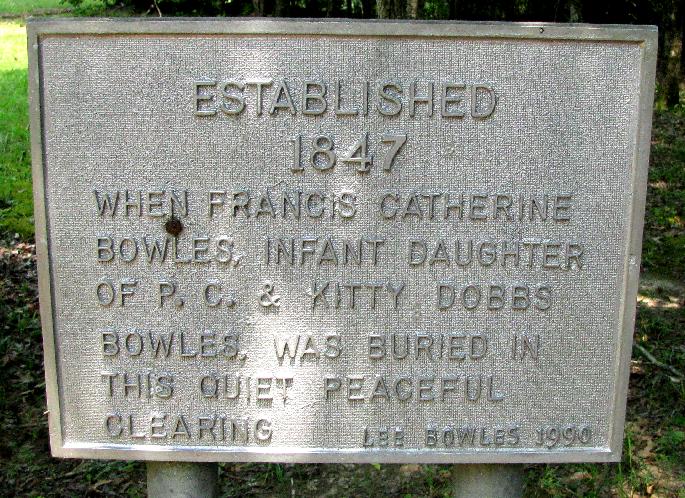 ESTABLISHED
1847
WHEN FRANCIS CATHERINE
BOWLES, INFANT DAUGHTER
OF P. C. & KITTY DOBBS
BOWLES, WAS BURIED IN
THIS QUIET PEACEFUL
CLEARING LEE BOWLES 1990